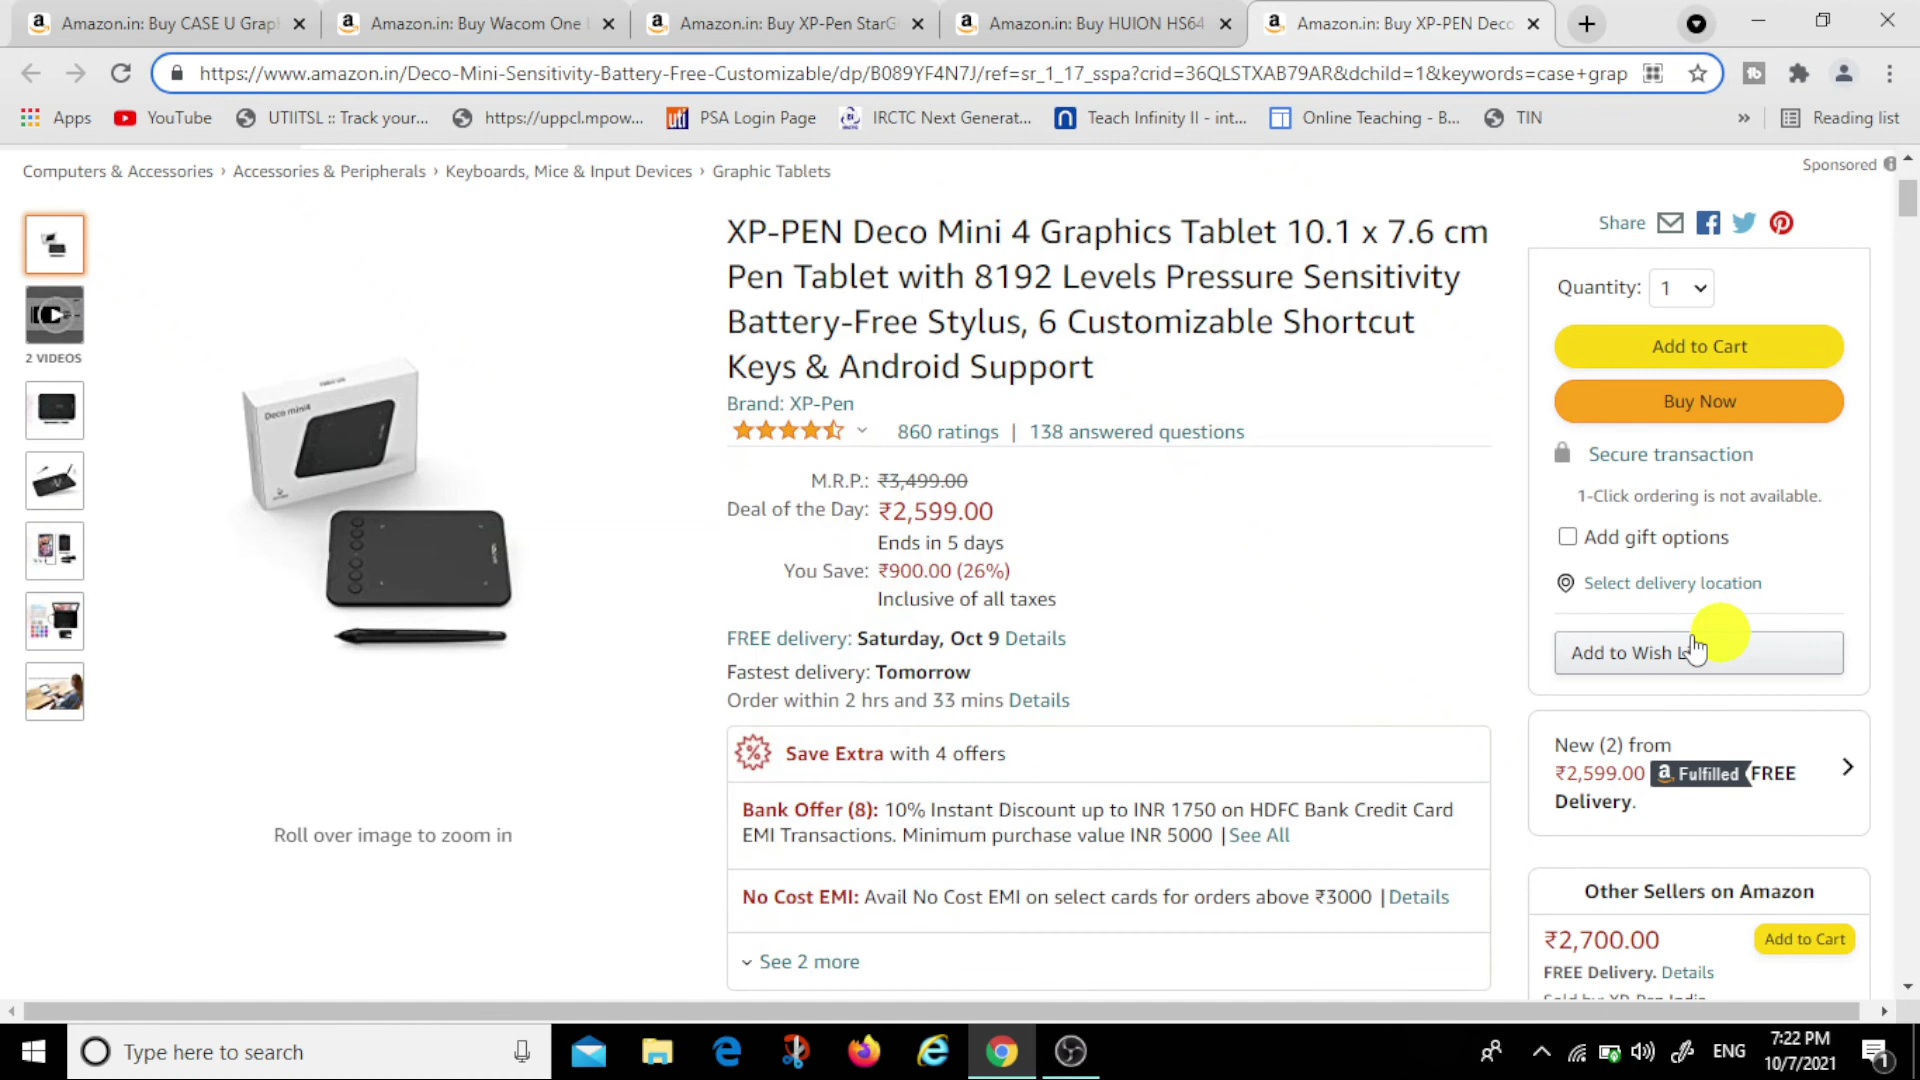 Amazon.in: Buy CASE U Grap
Amazon.in: Buy Wacom One
Amazon.in: Buy XP-Pen StarG
Amazon.in: Buy HUION HS64
Amazon.in: Buy XP-PEN Deco
https://www.amazon.in/Deco-Mini-Sensitivity-Battery-Free-Customizable/dp/B089YF4N7J/ref=sr_1_17_sspa?crid=36QLSTXAB79AR&dchild=1&keywords=case+grap
Apps
YouTube
UTIITSL :: Track your...
https://uppcl.mpow...
PSA Login Page
IRCTC Next Generat...
Teach Infinity II - int...
Online Teaching - B...
TIN
»
Reading list
Computers & Accessories › Accessories & Peripherals › Keyboards, Mice & Input Devices › Graphic Tablets
Sponsored
2 VIDEOS
Deco mini4
Roll over image to zoom in
XP-PEN Deco Mini 4 Graphics Tablet 10.1 x 7.6 cm
Pen Tablet with 8192 Levels Pressure Sensitivity
Battery-Free Stylus, 6 Customizable Shortcut
Keys & Android Support
Brand: XP-Pen
860 ratings | 138 answered questions
M.R.P.: ₹3,499.00
Deal of the Day: ₹2,599.00
Ends in 5 days
You Save: ₹900.00 (26%)
Inclusive of all taxes
FREE delivery: Saturday, Oct 9 Details
Fastest delivery: Tomorrow
Order within 2 hrs and 33 mins Details
Save Extra with 4 offers
Bank Offer (8): 10% Instant Discount up to INR 1750 on HDFC Bank Credit Card
EMI Transactions. Minimum purchase value INR 5000 |See All
No Cost EMI: Avail No Cost EMI on select cards for orders above ₹3000 |Details
See 2 more
Share
Quantity: 1
Add to Cart
Buy Now
Secure transaction
1-Click ordering is not available.
Add gift options
Select delivery location
Add to Wish
New (2) from
₹2,599.00 Fulfilled FREE
Delivery.
Other Sellers on Amazon
₹2,700.00 Add to Cart
FREE Delivery. Details
Sold by: XP-Pen India
Type here to search
ENG
7:22 PM
10/7/2021
1